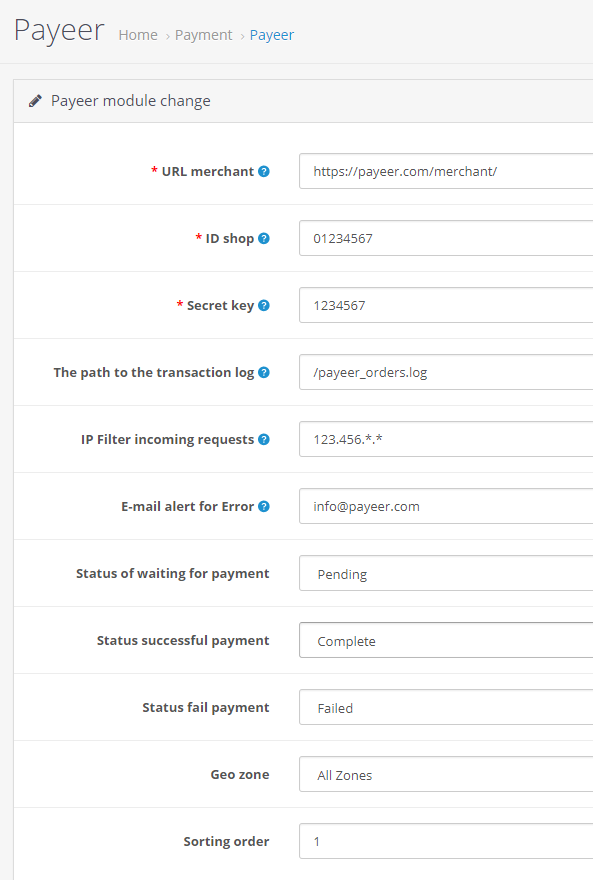 Payeer Home › Payment › Payeer
Payeer module change
* URL merchant ? https://payeer.com/merchant/
* ID shop ? 01234567
* Secret key ? 1234567
The path to the transaction log ? /payeer_orders.log
IP Filter incoming requests ? 123.456.*.*
E-mail alert for Error ? info@payeer.com
Status of waiting for payment Pending
Status successful payment Complete
Status fail payment Failed
Geo zone All Zones
Sorting order 1